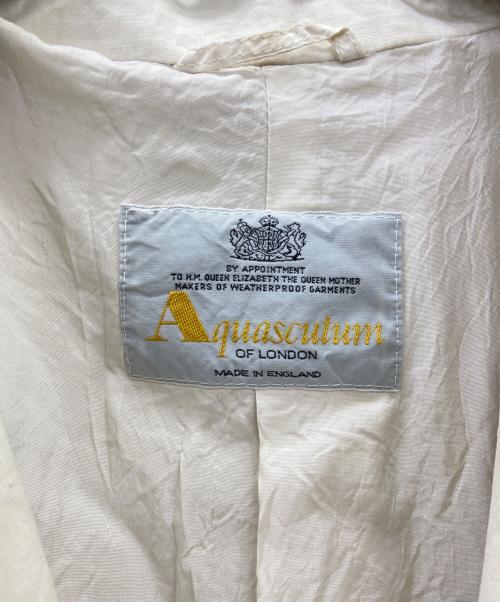 BY APPOINTMENT
TO H.M. QUEEN ELIZABETH THE QUEEN MOTHER
MAKERS OF WEATHERPROOF GARMENTS
Aquascutum
OF LONDON
MADE IN ENGLAND